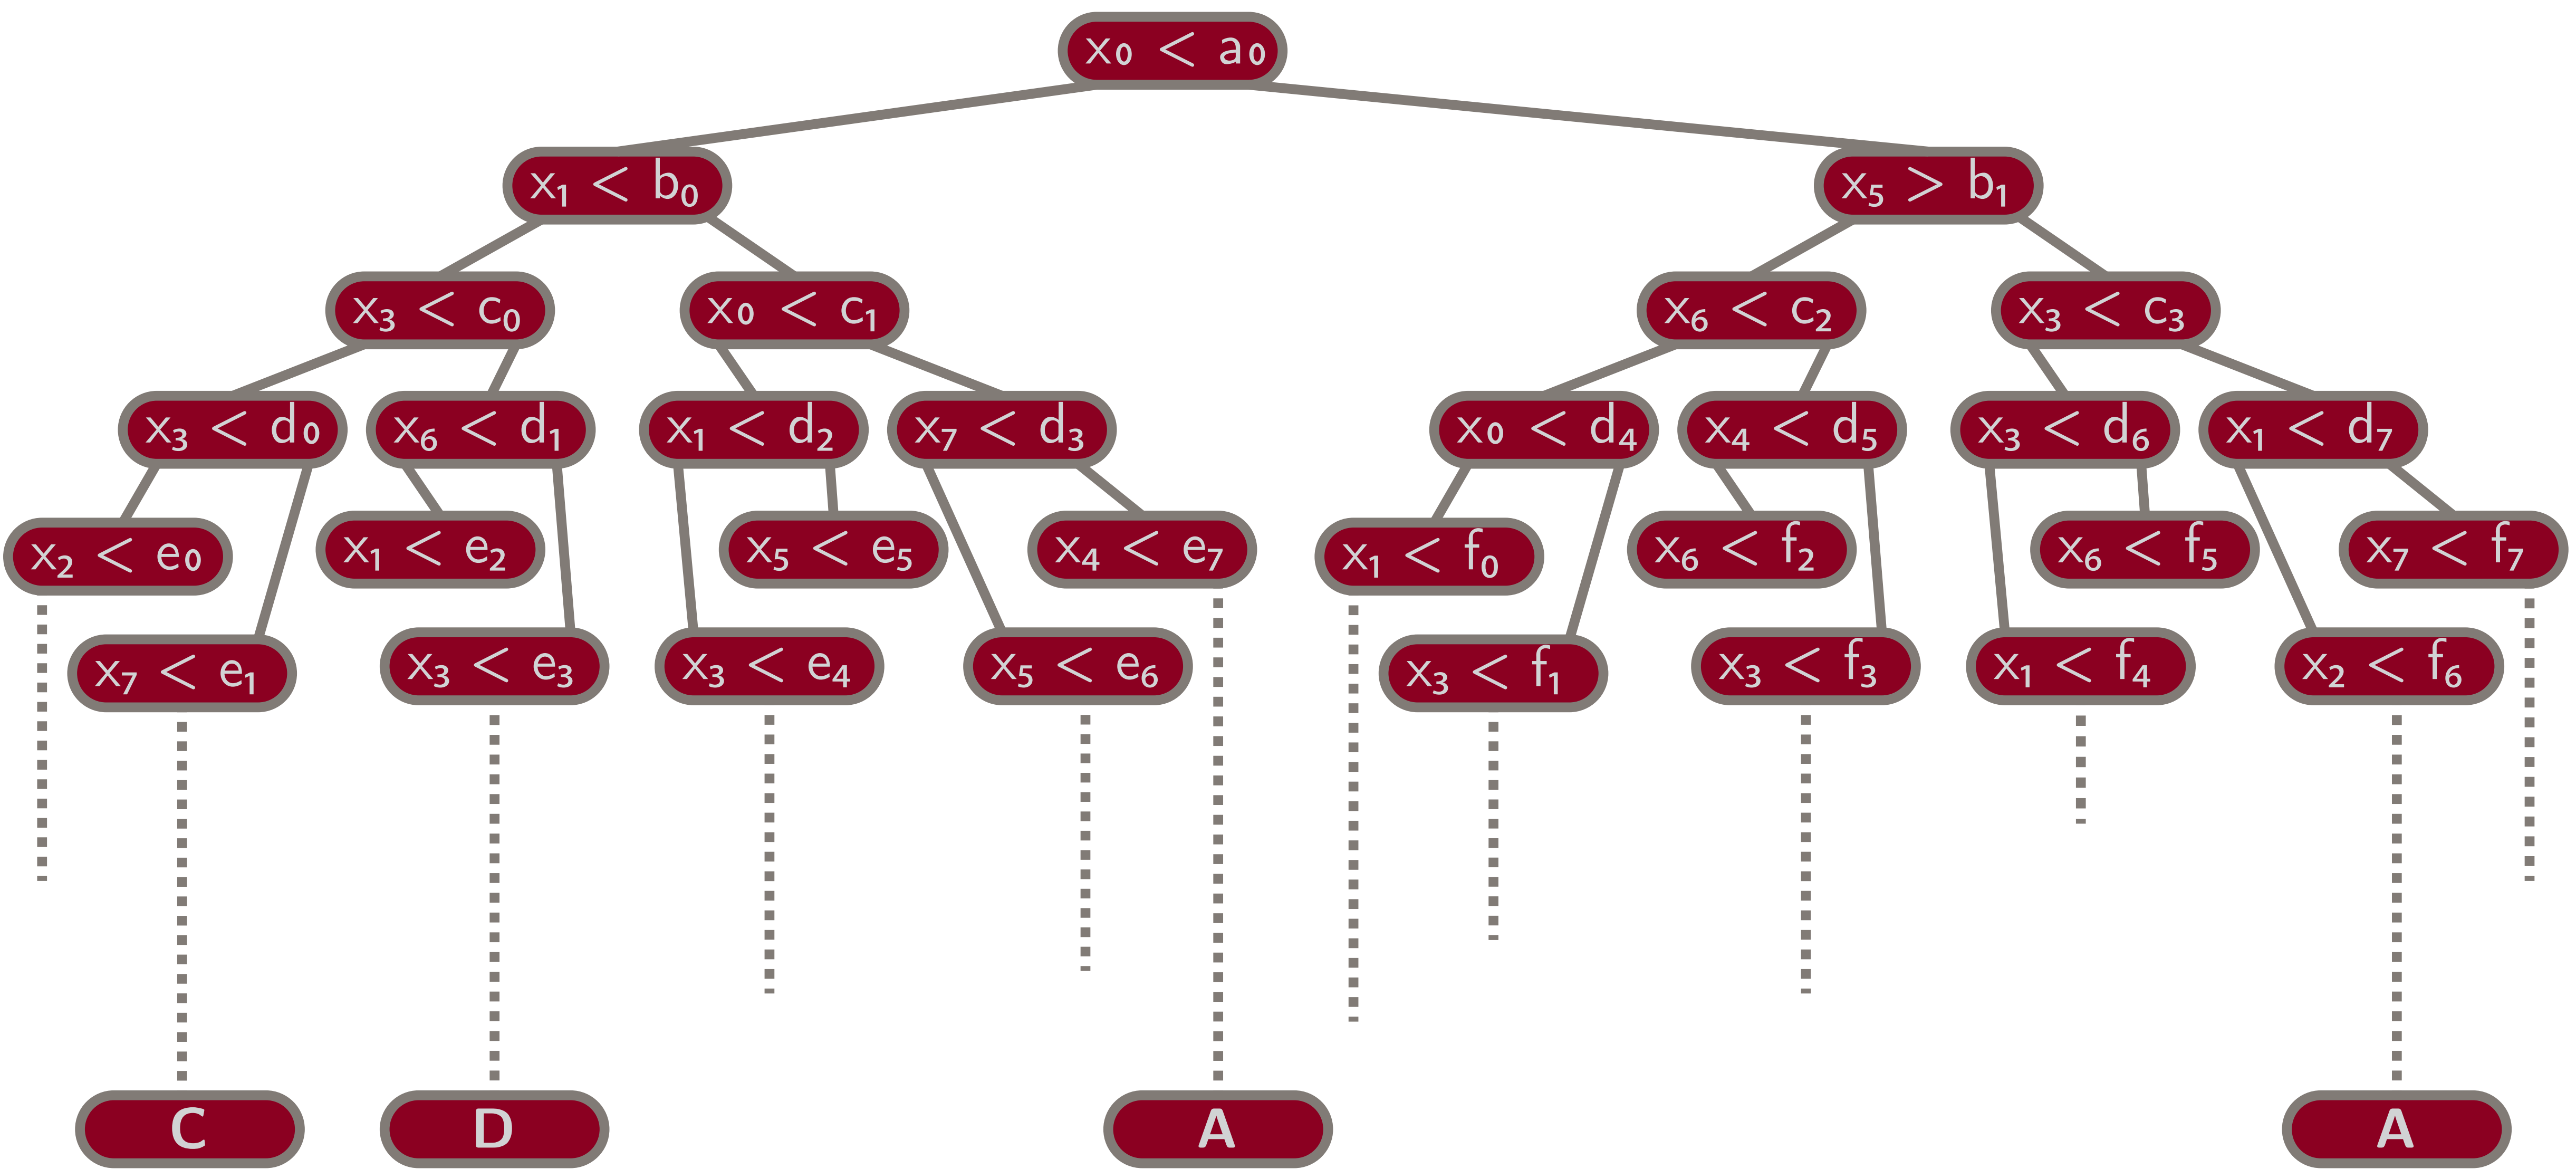 x₀ < a₀
x₁ < b₀
x₅ > b₁
x₃ < c₀
x₀ < c₁
x₆ < c₂
x₃ < c₃
x₃ < d₀
x₆ < d₁
x₁ < d₂
x₇ < d₃
x₀ < d₄
x₄ < d₅
x₃ < d₆
x₁ < d₇
x₂ < e₀
x₁ < e₂
x₅ < e₅
x₄ < e₇
x₁ < f₀
x₆ < f₂
x₆ < f₅
x₇ < f₇
x₇ < e₁
x₃ < e₃
x₃ < e₄
x₅ < e₆
x₃ < f₁
x₃ < f₃
x₁ < f₄
x₂ < f₆
C
D
A
A